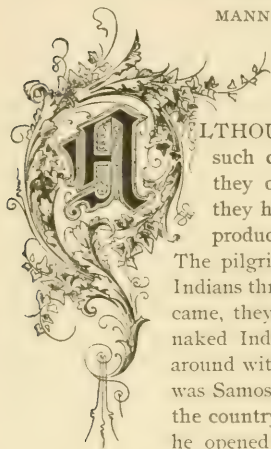 MANN
A
LTHOU
such c
they c
they h
produc
The pilgri
Indians thr
came, they
naked Ind
around wit
was Samos
the country
he opened